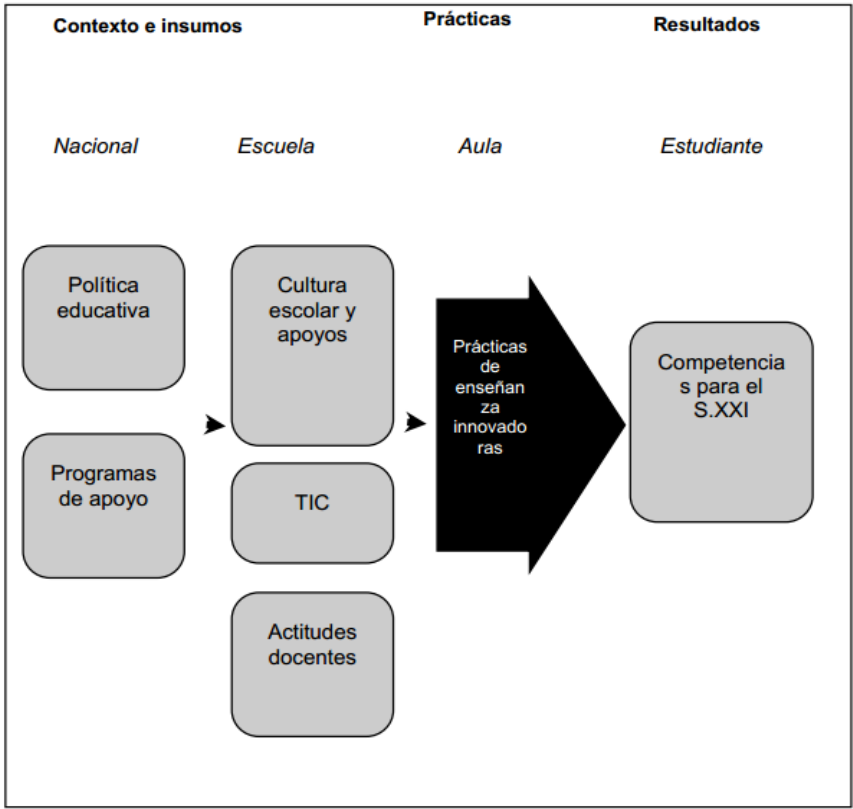 Contexto e insumos
Prácticas
Resultados
Nacional
Escuela
Aula
Estudiante
Política
educativa
Programas
de apoyo
Cultura
escolar y
apoyos
TIC
Actitudes
docentes
Prácticas
de
enseñan
za
innovado
ras
Competencia
s para el
S.XXI